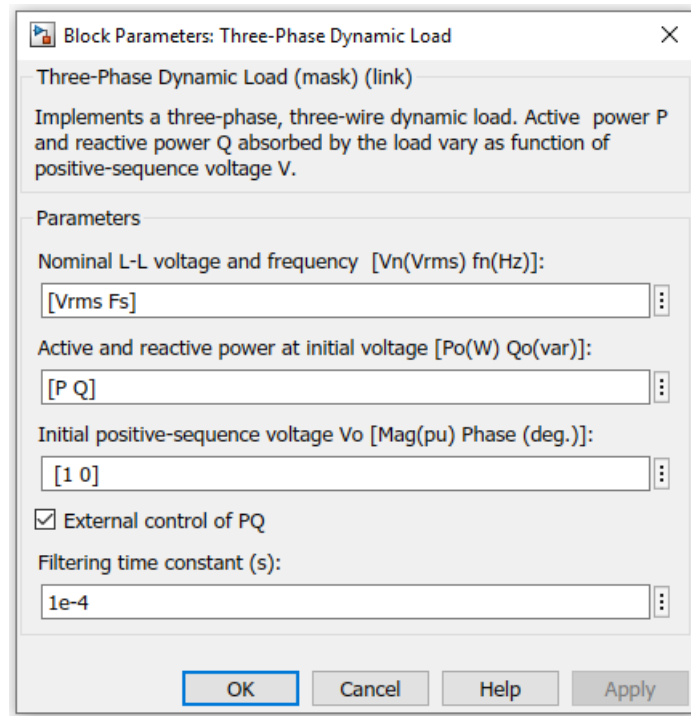 Block Parameters: Three-Phase Dynamic Load
Three-Phase Dynamic Load (mask) (link)
Implements a three-phase, three-wire dynamic load. Active  power P
and reactive power Q absorbed by the load vary as function of
positive-sequence voltage V.
Parameters
Nominal L-L voltage and frequency  [Vn(Vrms) fn(Hz)]:
[Vrms Fs]
Active and reactive power at initial voltage [Po(W) Qo(var)]:
[P Q]
Initial positive-sequence voltage Vo [Mag(pu) Phase (deg.)]:
[1 0]
External control of PQ
Filtering time constant (s):
1e-4
OK Cancel Help Apply